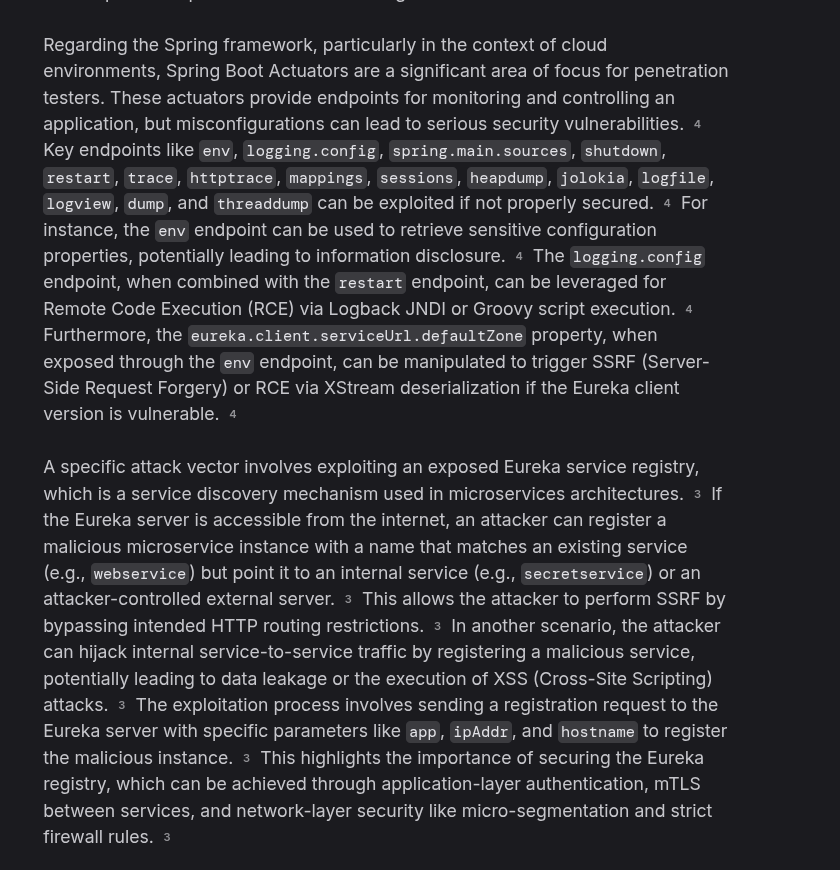 Regarding the Spring framework, particularly in the context of cloud
environments, Spring Boot Actuators are a significant area of focus for penetration
testers. These actuators provide endpoints for monitoring and controlling an
application, but misconfigurations can lead to serious security vulnerabilities. 4
Key endpoints like env, logging.config, spring.main.sources, shutdown,
restart, trace, httptrace, mappings, sessions, heapdump, jolokia, logfile,
logview, dump, and threaddump can be exploited if not properly secured. 4 For
instance, the env endpoint can be used to retrieve sensitive configuration
properties, potentially leading to information disclosure. 4 The logging.config
endpoint, when combined with the restart endpoint, can be leveraged for
Remote Code Execution (RCE) via Logback JNDI or Groovy script execution. 4
Furthermore, the eureka.client.serviceUrl.defaultZone property, when
exposed through the env endpoint, can be manipulated to trigger SSRF (Server-
Side Request Forgery) or RCE via XStream deserialization if the Eureka client
version is vulnerable. 4
A specific attack vector involves exploiting an exposed Eureka service registry,
which is a service discovery mechanism used in microservices architectures. 3 If
the Eureka server is accessible from the internet, an attacker can register a
malicious microservice instance with a name that matches an existing service
(e.g., webservice) but point it to an internal service (e.g., secretservice) or an
attacker-controlled external server. 3 This allows the attacker to perform SSRF by
bypassing intended HTTP routing restrictions. 3 In another scenario, the attacker
can hijack internal service-to-service traffic by registering a malicious service,
potentially leading to data leakage or the execution of XSS (Cross-Site Scripting)
attacks. 3 The exploitation process involves sending a registration request to the
Eureka server with specific parameters like app, ipAddr, and hostname to register
the malicious instance. 3 This highlights the importance of securing the Eureka
registry, which can be achieved through application-layer authentication, mTLS
between services, and network-layer security like micro-segmentation and strict
firewall rules. 3